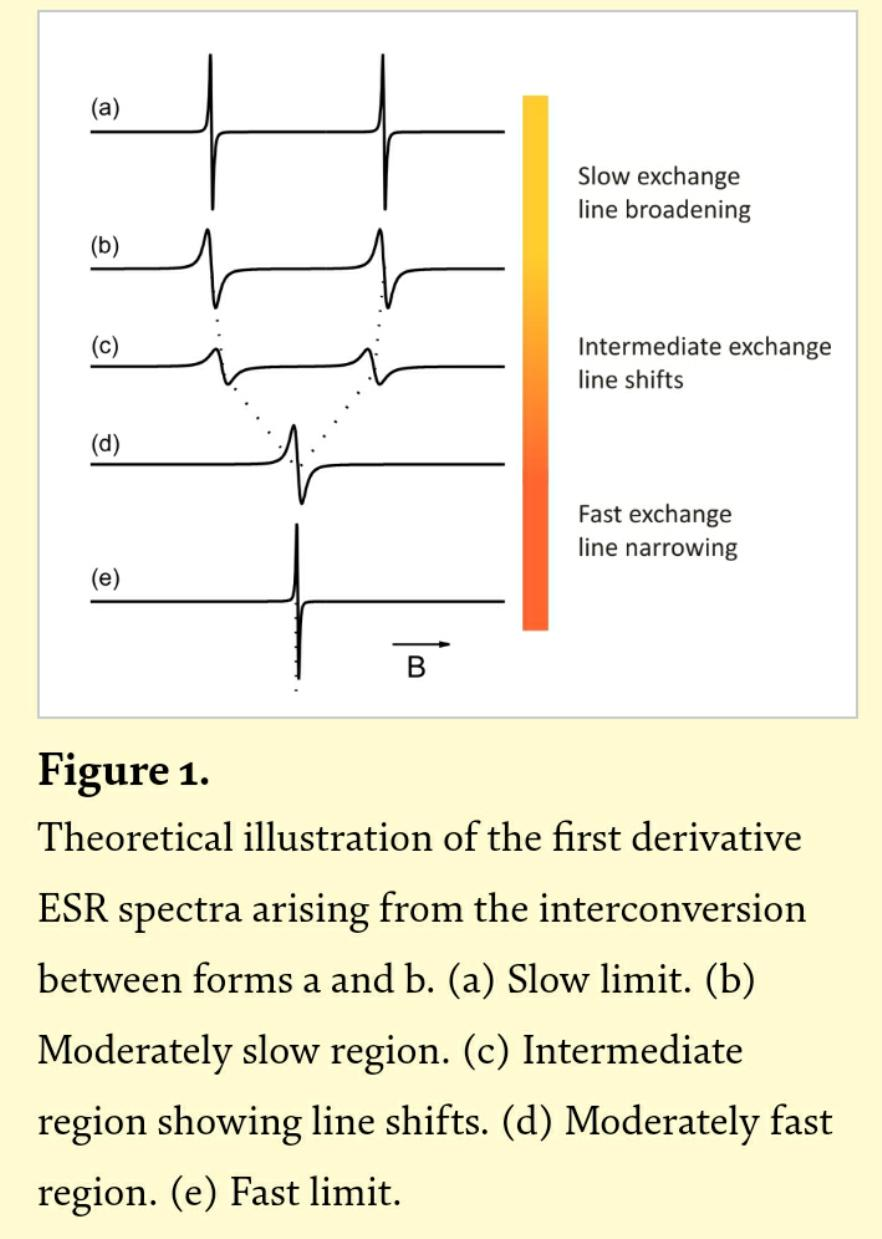 (a)
Slow exchange
line broadening
(b)
(c)
Intermediate exchange
line shifts
(d)
Fast exchange
line narrowing
(e)
B
Figure 1.
Theoretical illustration of the first derivative
ESR spectra arising from the interconversion
between forms a and b. (a) Slow limit. (b)
Moderately slow region. (c) Intermediate
region showing line shifts. (d) Moderately fast
region. (e) Fast limit.